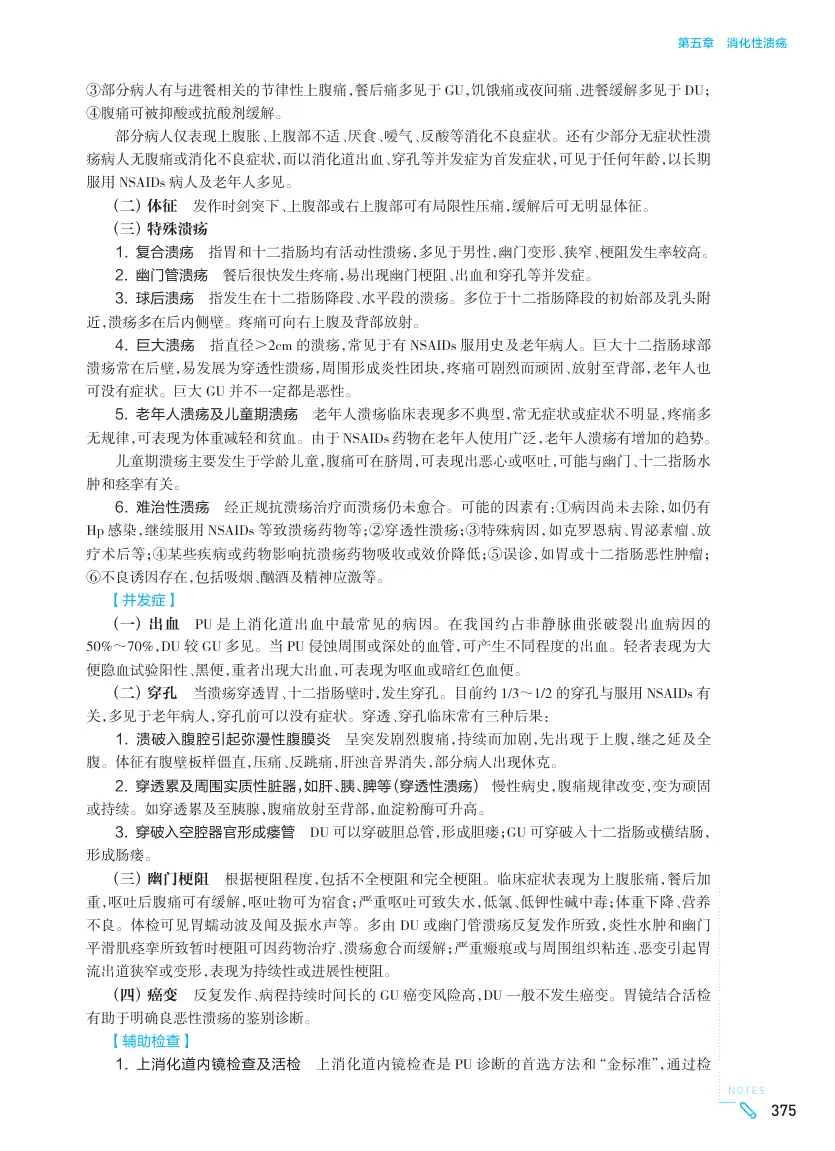 第五章　消化性溃疡
③部分病人有与进餐相关的节律性上腹痛,餐后痛多见于 GU,饥饿痛或夜间痛、进餐缓解多见于 DU;
④腹痛可被抑酸或抗酸剂缓解。
部分病人仅表现上腹胀、上腹部不适、厌食、嗳气、反酸等消化不良症状。还有少部分无症状性溃
疡病人无腹痛或消化不良症状,而以消化道出血、穿孔等并发症为首发症状,可见于任何年龄,以长期
服用 NSAIDs 病人及老年人多见。
(二) 体征　发作时剑突下、上腹部或右上腹部可有局限性压痛,缓解后可无明显体征。
(三) 特殊溃疡
1. 复合溃疡　指胃和十二指肠均有活动性溃疡,多见于男性,幽门变形、狭窄、梗阻发生率较高。
2. 幽门管溃疡　餐后很快发生疼痛,易出现幽门梗阻、出血和穿孔等并发症。
3. 球后溃疡　指发生在十二指肠降段、水平段的溃疡。多位于十二指肠降段的初始部及乳头附
近,溃疡多在后内侧壁。疼痛可向右上腹及背部放射。
4. 巨大溃疡　指直径>2cm 的溃疡,常见于有 NSAIDs 服用史及老年病人。巨大十二指肠球部
溃疡常在后壁,易发展为穿透性溃疡,周围形成炎性团块,疼痛可剧烈而顽固、放射至背部,老年人也
可没有症状。巨大 GU 并不一定都是恶性。
5. 老年人溃疡及儿童期溃疡　老年人溃疡临床表现多不典型,常无症状或症状不明显,疼痛多
无规律,可表现为体重减轻和贫血。由于 NSAIDs 药物在老年人使用广泛,老年人溃疡有增加的趋势。
儿童期溃疡主要发生于学龄儿童,腹痛可在脐周,可表现出恶心或呕吐,可能与幽门、十二指肠水
肿和痉挛有关。
6. 难治性溃疡　经正规抗溃疡治疗而溃疡仍未愈合。可能的因素有:①病因尚未去除,如仍有
Hp 感染,继续服用 NSAIDs 等致溃疡药物等;②穿透性溃疡;③特殊病因,如克罗恩病、胃泌素瘤、放
疗术后等;④某些疾病或药物影响抗溃疡药物吸收或效价降低;⑤误诊,如胃或十二指肠恶性肿瘤;
⑥不良诱因存在,包括吸烟、酗酒及精神应激等。
【并发症】
(一) 出血　PU 是上消化道出血中最常见的病因。在我国约占非静脉曲张破裂出血病因的
50%～70%,DU 较 GU 多见。当 PU 侵蚀周围或深处的血管,可产生不同程度的出血。轻者表现为大
便隐血试验阳性、黑便,重者出现大出血,可表现为呕血或暗红色血便。
(二) 穿孔　当溃疡穿透胃、十二指肠壁时,发生穿孔。目前约 1/3～1/2 的穿孔与服用 NSAIDs 有
关,多见于老年病人,穿孔前可以没有症状。穿透、穿孔临床常有三种后果:
1. 溃破入腹腔引起弥漫性腹膜炎　呈突发剧烈腹痛,持续而加剧,先出现于上腹,继之延及全
腹。体征有腹壁板样僵直,压痛、反跳痛,肝浊音界消失,部分病人出现休克。
2. 穿透累及周围实质性脏器,如肝、胰、脾等(穿透性溃疡)　慢性病史,腹痛规律改变,变为顽固
或持续。如穿透累及至胰腺,腹痛放射至背部,血淀粉酶可升高。
3. 穿破入空腔器官形成瘘管　DU 可以穿破胆总管,形成胆瘘;GU 可穿破入十二指肠或横结肠,
形成肠瘘。
(三) 幽门梗阻　根据梗阻程度,包括不全梗阻和完全梗阻。临床症状表现为上腹胀痛,餐后加
重,呕吐后腹痛可有缓解,呕吐物可为宿食;严重呕吐可致失水,低氯、低钾性碱中毒;体重下降、营养
不良。体检可见胃蠕动波及闻及振水声等。多由 DU 或幽门管溃疡反复发作所致,炎性水肿和幽门
平滑肌痉挛所致暂时梗阻可因药物治疗、溃疡愈合而缓解;严重瘢痕或与周围组织粘连、恶变引起胃
流出道狭窄或变形,表现为持续性或进展性梗阻。
(四) 癌变　反复发作、病程持续时间长的 GU 癌变风险高,DU 一般不发生癌变。胃镜结合活检
有助于明确良恶性溃疡的鉴别诊断。
【辅助检查】
1. 上消化道内镜检查及活检　上消化道内镜检查是 PU 诊断的首选方法和“金标准”,通过检
NOTES
375